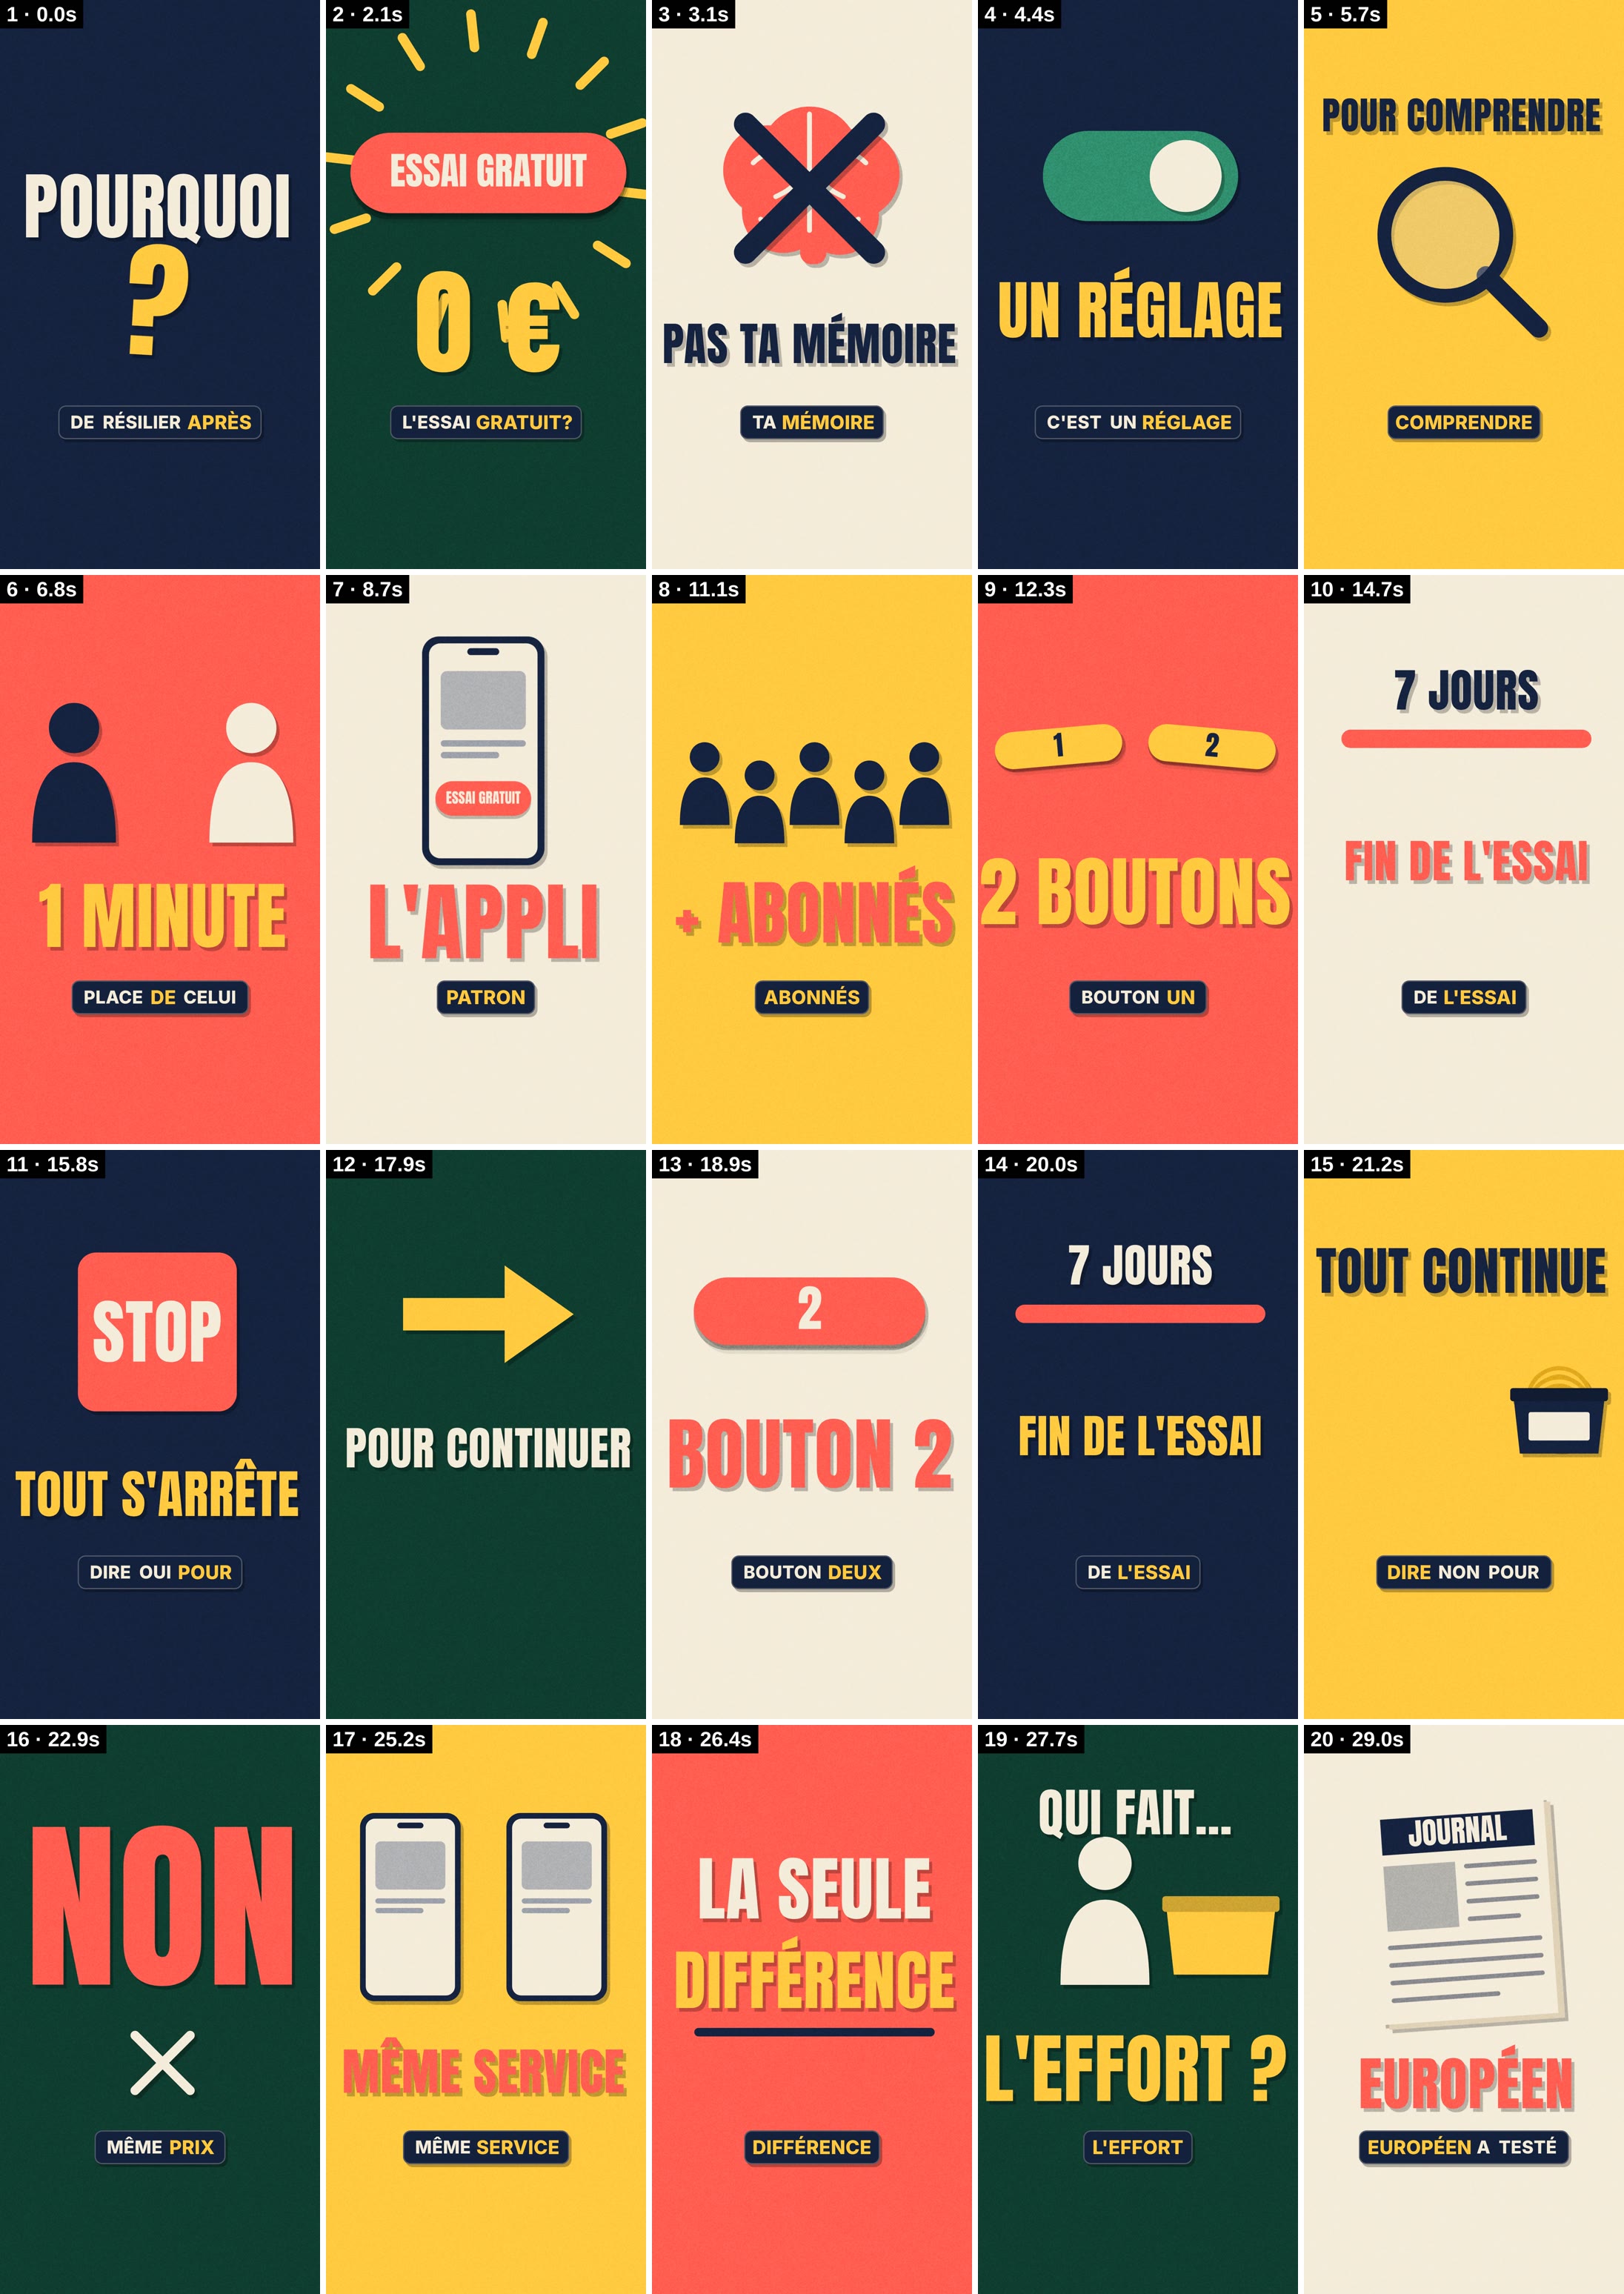 1 · 0.0s
POURQUOI
?
DE RÉSILIER APRÈS
2 · 2.1s
ESSAI GRATUIT
0 €
L'ESSAI GRATUIT?
3 · 3.1s
PAS TA MÉMOIRE
TA MÉMOIRE
4 · 4.4s
UN RÉGLAGE
C'EST UN RÉGLAGE
5 · 5.7s
POUR COMPRENDRE
COMPRENDRE
6 · 6.8s
1 MINUTE
PLACE DE CELUI
7 · 8.7s
ESSAI GRATUIT
L'APPLI
PATRON
8 · 11.1s
+ ABONNÉS
ABONNÉS
9 · 12.3s
1
2
2 BOUTONS
BOUTON UN
10 · 14.7s
7 JOURS
FIN DE L'ESSAI
DE L'ESSAI
11 · 15.8s
STOP
TOUT S'ARRÊTE
DIRE OUI POUR
12 · 17.9s
POUR CONTINUER
13 · 18.9s
2
BOUTON 2
BOUTON DEUX
14 · 20.0s
7 JOURS
FIN DE L'ESSAI
DE L'ESSAI
15 · 21.2s
TOUT CONTINUE
DIRE NON POUR
16 · 22.9s
NON
MÊME PRIX
17 · 25.2s
MÊME SERVICE
MÊME SERVICE
18 · 26.4s
LA SEULE
DIFFÉRENCE
DIFFÉRENCE
19 · 27.7s
QUI FAIT...
L'EFFORT ?
L'EFFORT
20 · 29.0s
JOURNAL
EUROPÉEN
EUROPÉEN A TESTÉ